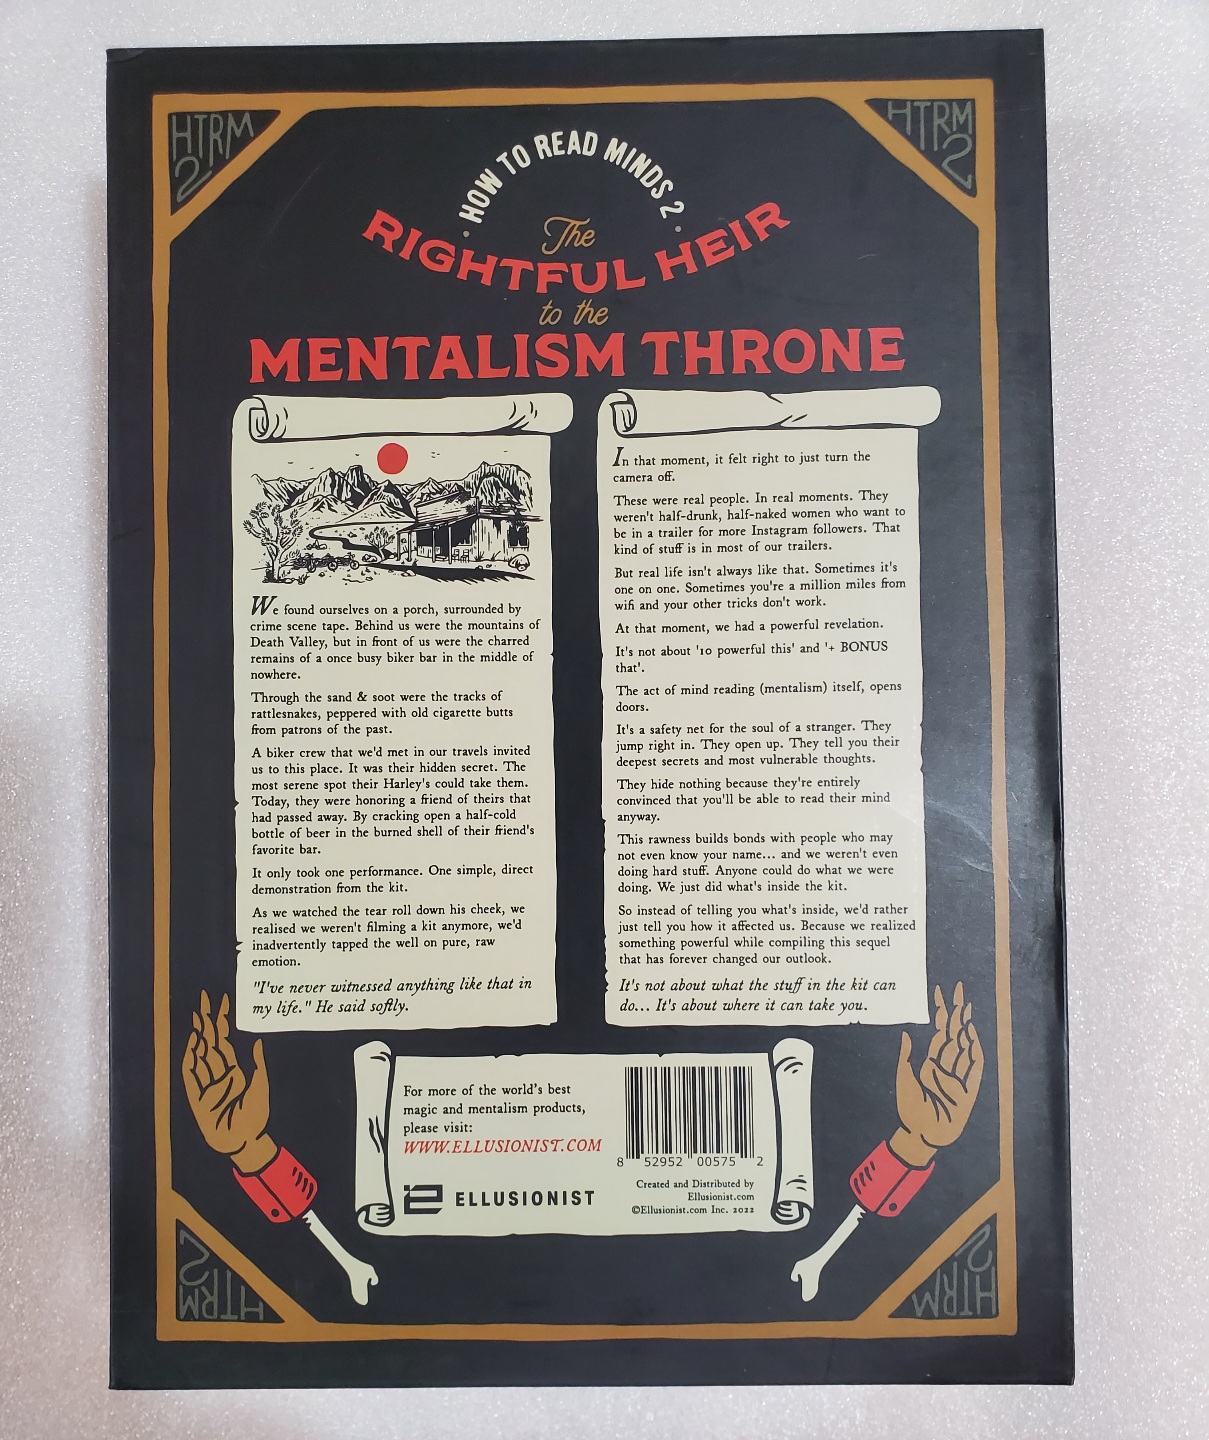 HTRM
2
HTRM
2
· HOW TO READ MINDS 2 ·
The
RIGHTFUL HEIR
to the
MENTALISM THRONE
We found ourselves on a porch, surrounded by
crime scene tape. Behind us were the mountains of
Death Valley, but in front of us were the charred
remains of a once busy biker bar in the middle of
nowhere.
Through the sand & soot were the tracks of
rattlesnakes, peppered with old cigarette butts
from patrons of the past.
A biker crew that we'd met in our travels invited
us to this place. It was their hidden secret. The
most serene spot their Harley's could take them.
Today, they were honoring a friend of theirs that
had passed away. By cracking open a half-cold
bottle of beer in the burned shell of their friend's
favorite bar.
It only took one performance. One simple, direct
demonstration from the kit.
As we watched the tear roll down his cheek, we
realised we weren't filming a kit anymore, we'd
inadvertently tapped the well on pure, raw
emotion.
"I've never witnessed anything like that in
my life." He said softly.
In that moment, it felt right to just turn the
camera off.
These were real people. In real moments. They
weren't half-drunk, half-naked women who want to
be in a trailer for more Instagram followers. That
kind of stuff is in most of our trailers.
But real life isn't always like that. Sometimes it's
one on one. Sometimes you're a million miles from
wifi and your other tricks don't work.
At that moment, we had a powerful revelation.
It's not about '10 powerful this' and '+ BONUS
that'.
The act of mind reading (mentalism) itself, opens
doors.
It's a safety net for the soul of a stranger. They
jump right in. They open up. They tell you their
deepest secrets and most vulnerable thoughts.
They hide nothing because they're entirely
convinced that you'll be able to read their mind
anyway.
This rawness builds bonds with people who may
not even know your name... and we weren't even
doing hard stuff. Anyone could do what we were
doing. We just did what's inside the kit.
So instead of telling you what's inside, we'd rather
just tell you how it affected us. Because we realized
something powerful while compiling this sequel
that has forever changed our outlook.
It's not about what the stuff in the kit can
do... It's about where it can take you.
For more of the world's best
magic and mentalism products,
please visit:
WWW.ELLUSIONIST.COM
ELLUSIONIST
8 52952 00575 2
Created and Distributed by
Ellusionist.com
©Ellusionist.com Inc. 2022
HTRM
2
HTRM
2